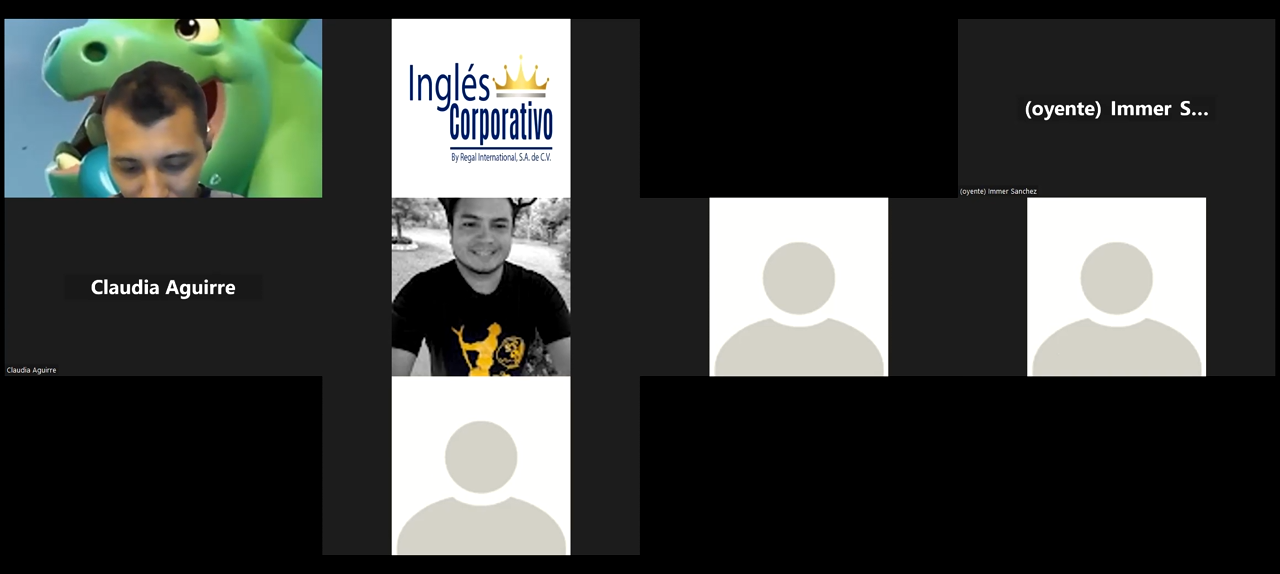 Inglés
Corporativo
By Regal International, S.A. de C.V.
(oyente) Immer S...
(oyente) Immer Sanchez
Claudia Aguirre
Claudia Aguirre